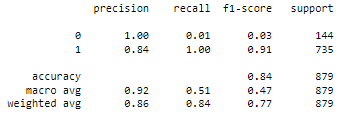 precision recall f1-score support
0 1.00 0.01 0.03 144
1 0.84 1.00 0.91 735
accuracy 0.84 879
macro avg 0.92 0.51 0.47 879
weighted avg 0.86 0.84 0.77 879